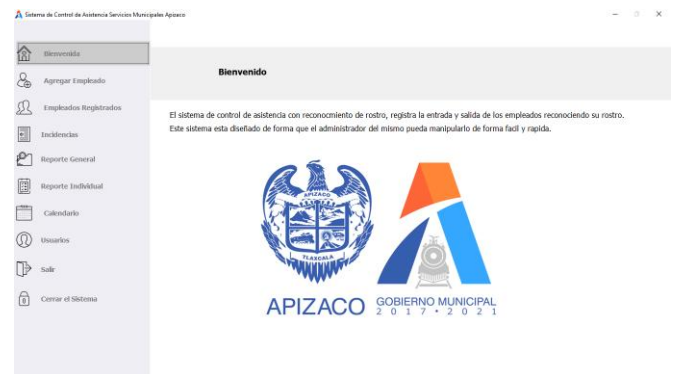 Sistema de Control de Asistencia Servicios Municipales Apizaco
Bienvenido
Agregar Empleado
Empleados Registrados
Incidencias
Reporte General
Reporte Individual
Calendario
Usuarios
Salir
Cerrar el Sistema
Bienvenido
El sistema de control de asistencia con reconocmiento de rostro, registra la entrada y salida de los empleados reconociendo su rostro.
Este sistema esta diseñado de forma que el administrador del mismo pueda manipularlo de forma facil y rapida.
APIZACO
TLAXCALA
APIZACO
GOBIERNO MUNICIPAL
2017•2021